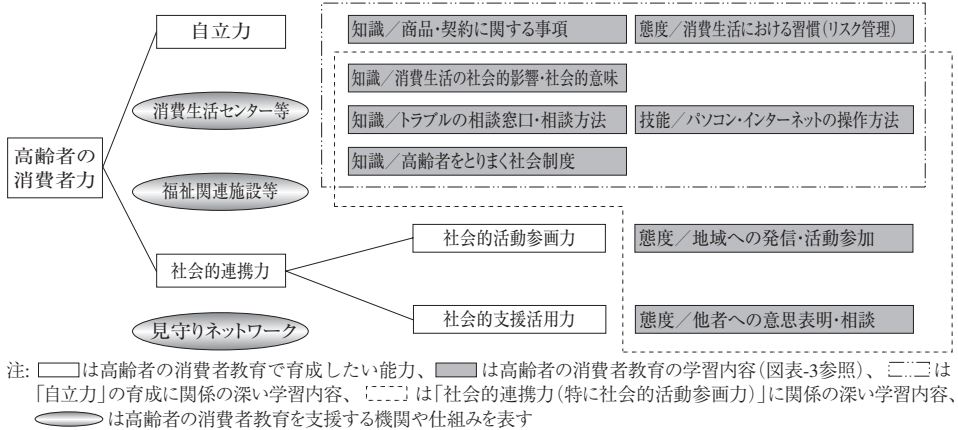 自立力
知識／商品・契約に関する事項
態度／消費生活における習慣(リスク管理)
知識／消費生活の社会的影響・社会的意味
消費生活センター等
知識／トラブルの相談窓口・相談方法
技能／パソコン・インターネットの操作方法
高齢者の
消費者力
知識／高齢者をとりまく社会制度
福祉関連施設等
社会的活動参画力
態度／地域への発信・活動参加
社会的連携力
見守りネットワーク
社会的支援活用力
態度／他者への意思表明・相談
注: は高齢者の消費者教育で育成したい能力、 は高齢者の消費者教育の学習内容(図表-3参照)、 は
「自立力」の育成に関係の深い学習内容、 は「社会的連携力(特に社会的活動参画力)」に関係の深い学習内容、
は高齢者の消費者教育を支援する機関や仕組みを表す